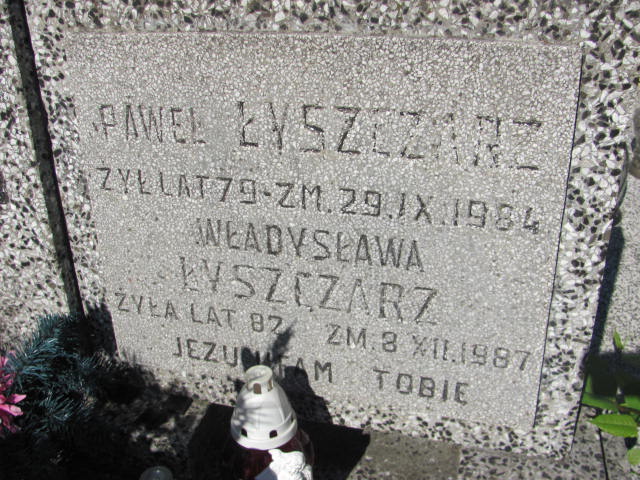 PAWEŁ ŁYSZCZARZ
ŻYŁ LAT 79-ZM. 29.IX.1984
WŁADYSŁAWA
ŁYSZCZARZ
ŻYŁA LAT 82 ZM. 8 XII.1987
JEZU UFAM TOBIE